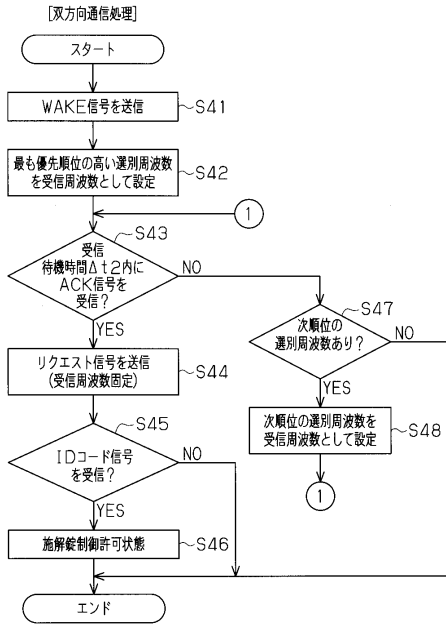 [双方向通信処理]
スタート
WAKE信号を送信
S41
最も優先順位の高い選別周波数
を受信周波数として設定
S42
1
S43
受信
待機時間Δt2内に
ACK信号を
受信?
NO
YES
S47
次順位の
選別周波数あり?
NO
YES
リクエスト信号を送信
(受信周波数固定)
S44
次順位の選別周波数を
受信周波数として設定
S48
1
S45
IDコード信号
を受信?
NO
YES
施解錠制御許可状態
S46
エンド